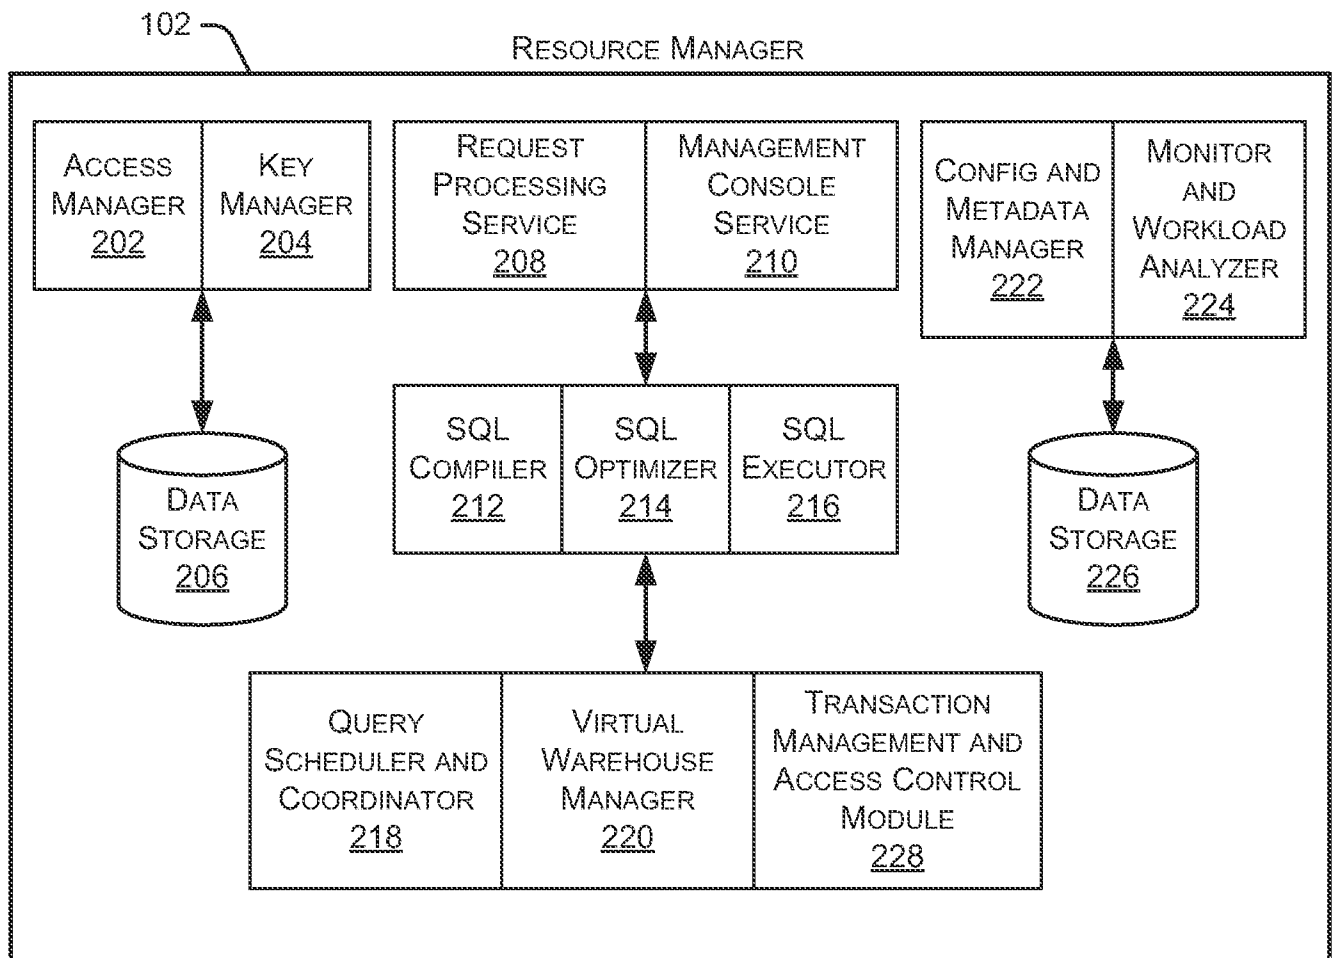 102
RESOURCE MANAGER
ACCESS
MANAGER
202
KEY
MANAGER
204
REQUEST
PROCESSING
SERVICE
208
MANAGEMENT
CONSOLE
SERVICE
210
CONFIG AND
METADATA
MANAGER
222
MONITOR
AND
WORKLOAD
ANALYZER
224
SQL
COMPILER
212
SQL
OPTIMIZER
214
SQL
EXECUTOR
216
DATA
STORAGE
206
DATA
STORAGE
226
QUERY
SCHEDULER AND
COORDINATOR
218
VIRTUAL
WAREHOUSE
MANAGER
220
TRANSACTION
MANAGEMENT AND
ACCESS CONTROL
MODULE
228